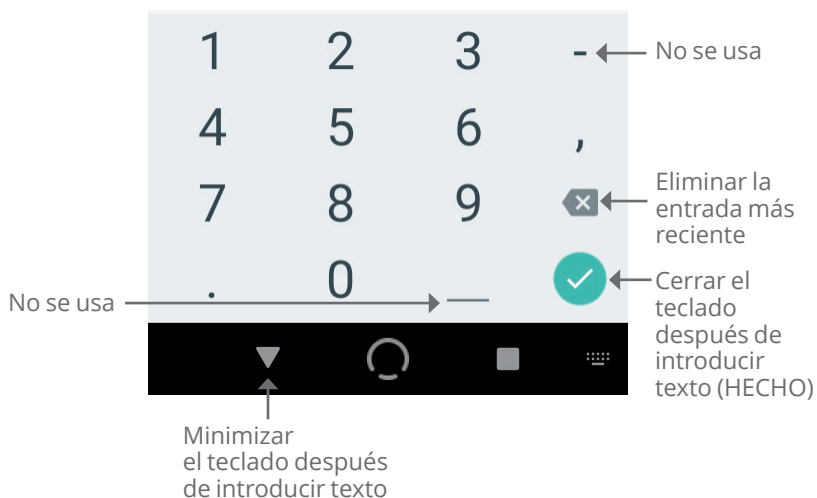 1 2 3 -
No se usa
4 5 6 ,
7 8 9
Eliminar la
entrada más
reciente
. 0 _
No se usa
Cerrar el
teclado
después de
introducir
texto (HECHO)
Minimizar
el teclado después
de introducir texto